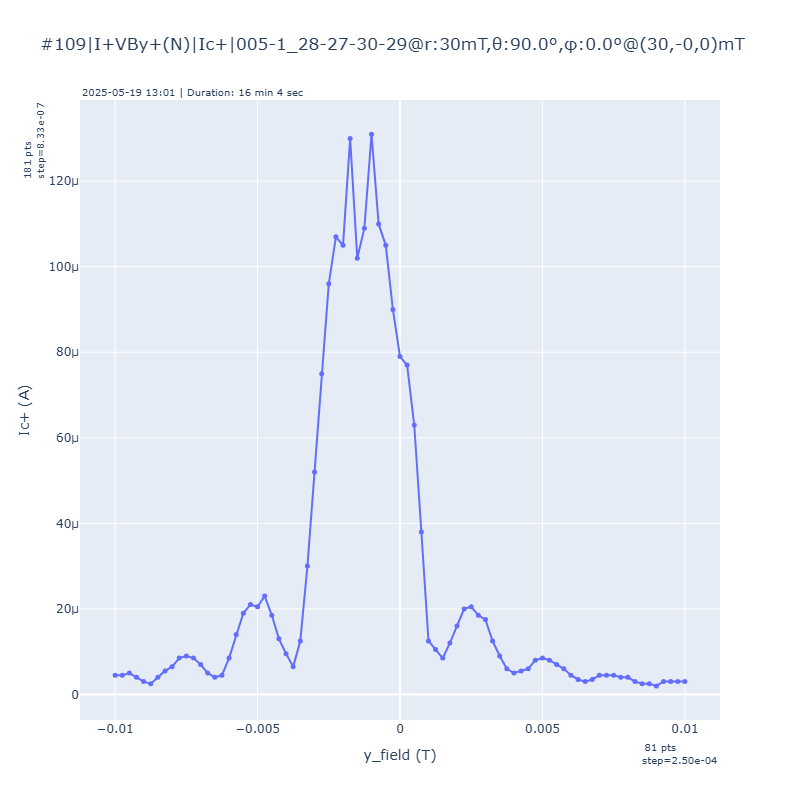 #109|I+VBy+(N)|Ic+|005-1_28-27-30-29@r:30mT,θ:90.0°,φ:0.0°@(30,-0,0)mT
2025-05-19 13:01 | Duration: 16 min 4 sec
181 pts
step=8.33e-07
120μ
100μ
80μ
60μ
40μ
20μ
0
Ic+ (A)
−0.01
−0.005
0
0.005
0.01
y_field (T)
81 pts
step=2.50e-04